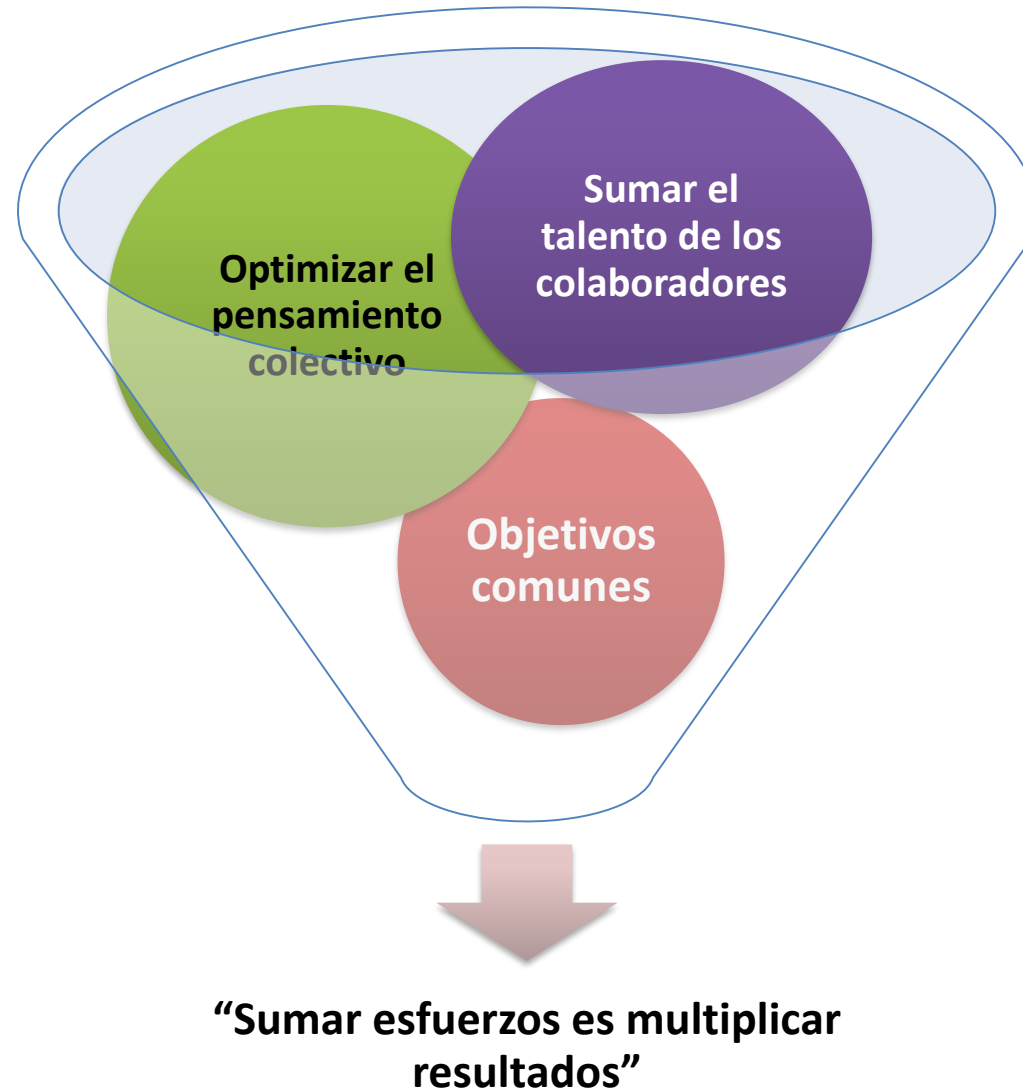 Sumar el
talento de los
colaboradores
Optimizar el
pensamiento
colectivo
Objetivos
comunes
“Sumar esfuerzos es multiplicar
resultados”